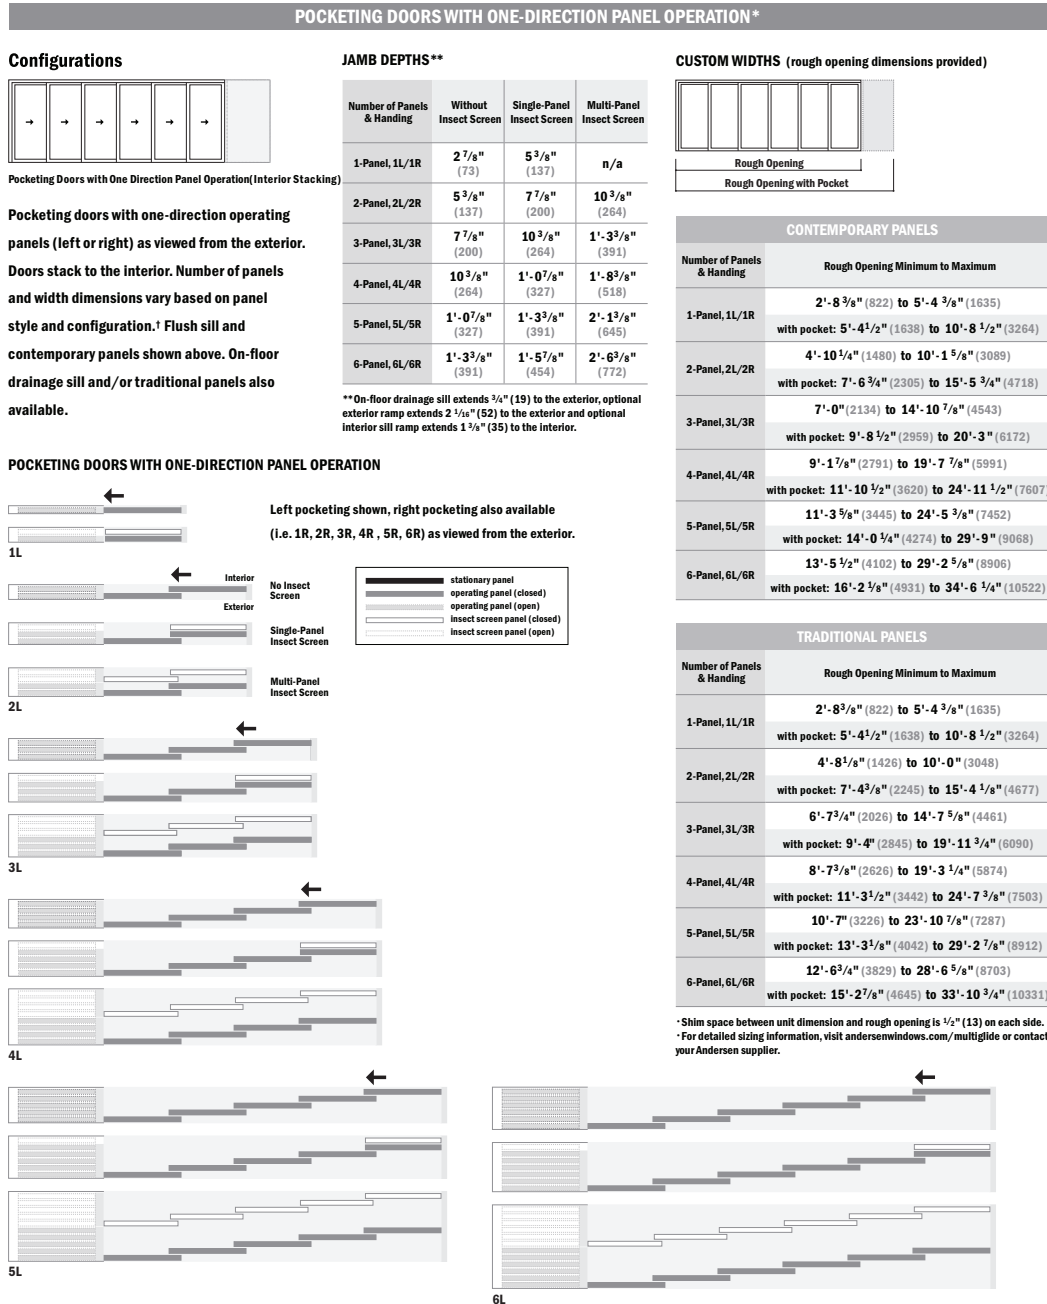 POCKETING DOORS WITH ONE-DIRECTION PANEL OPERATION*
Configurations
Pocketing Doors with One Direction Panel Operation(Interior Stacking)
Pocketing doors with one-direction operating
panels (left or right) as viewed from the exterior.
Doors stack to the interior. Number of panels
and width dimensions vary based on panel
style and configuration.† Flush sill and
contemporary panels shown above. On-floor
drainage sill and/or traditional panels also
available.
JAMB DEPTHS**
Number of Panels & Handing Without Insect Screen Single-Panel Insect Screen Multi-Panel Insect Screen
1-Panel, 1L/1R 2 7/8" (73) 5 3/8" (137) n/a
2-Panel, 2L/2R 5 3/8" (137) 7 7/8" (200) 10 3/8" (264)
3-Panel, 3L/3R 7 7/8" (200) 10 3/8" (264) 1'-3 3/8" (391)
4-Panel, 4L/4R 10 3/8" (264) 1'-0 7/8" (327) 1'-8 3/8" (518)
5-Panel, 5L/5R 1'-0 7/8" (327) 1'-3 3/8" (391) 2'-1 3/8" (645)
6-Panel, 6L/6R 1'-3 3/8" (391) 1'-5 7/8" (454) 2'-6 3/8" (772)
**On-floor drainage sill extends 3/4" (19) to the exterior, optional
exterior ramp extends 2 1/16" (52) to the exterior and optional
interior sill ramp extends 1 3/8" (35) to the interior.
CUSTOM WIDTHS (rough opening dimensions provided)
Rough Opening
Rough Opening with Pocket
CONTEMPORARY PANELS
Number of Panels & Handing Rough Opening Minimum to Maximum
1-Panel, 1L/1R 2'-8 3/8" (822) to 5'-4 3/8" (1635)
with pocket: 5'-4 1/2" (1638) to 10'-8 1/2" (3264)
2-Panel, 2L/2R 4'-10 1/4" (1480) to 10'-1 5/8" (3089)
with pocket: 7'-6 3/4" (2305) to 15'-5 3/4" (4718)
3-Panel, 3L/3R 7'-0" (2134) to 14'-10 7/8" (4543)
with pocket: 9'-8 1/2" (2959) to 20'-3" (6172)
4-Panel, 4L/4R 9'-1 7/8" (2791) to 19'-7 7/8" (5991)
with pocket: 11'-10 1/2" (3620) to 24'-11 1/2" (7607)
5-Panel, 5L/5R 11'-3 5/8" (3445) to 24'-5 3/8" (7452)
with pocket: 14'-0 1/4" (4274) to 29'-9" (9068)
6-Panel, 6L/6R 13'-5 1/2" (4102) to 29'-2 5/8" (8906)
with pocket: 16'-2 1/8" (4931) to 34'-6 1/4" (10522)
TRADITIONAL PANELS
Number of Panels & Handing Rough Opening Minimum to Maximum
1-Panel, 1L/1R 2'-8 3/8" (822) to 5'-4 3/8" (1635)
with pocket: 5'-4 1/2" (1638) to 10'-8 1/2" (3264)
2-Panel, 2L/2R 4'-8 1/8" (1426) to 10'-0" (3048)
with pocket: 7'-4 3/8" (2245) to 15'-4 1/8" (4677)
3-Panel, 3L/3R 6'-7 3/4" (2026) to 14'-7 5/8" (4461)
with pocket: 9'-4" (2845) to 19'-11 3/4" (6090)
4-Panel, 4L/4R 8'-7 3/8" (2626) to 19'-3 1/4" (5874)
with pocket: 11'-3 1/2" (3442) to 24'-7 3/8" (7503)
5-Panel, 5L/5R 10'-7" (3226) to 23'-10 7/8" (7287)
with pocket: 13'-3 1/8" (4042) to 29'-2 7/8" (8912)
6-Panel, 6L/6R 12'-6 3/4" (3829) to 28'-6 5/8" (8703)
with pocket: 15'-2 7/8" (4645) to 33'-10 3/4" (10331)
• Shim space between unit dimension and rough opening is 1/2" (13) on each side.
• For detailed sizing information, visit andersenwindows.com/multiglide or contact
your Andersen supplier.
POCKETING DOORS WITH ONE-DIRECTION PANEL OPERATION
Left pocketing shown, right pocketing also available
(i.e. 1R, 2R, 3R, 4R , 5R, 6R) as viewed from the exterior.
1L
Interior
Exterior
No Insect
Screen
Single-Panel
Insect Screen
Multi-Panel
Insect Screen
stationary panel
operating panel (closed)
operating panel (open)
insect screen panel (closed)
insect screen panel (open)
2L
3L
4L
5L
6L